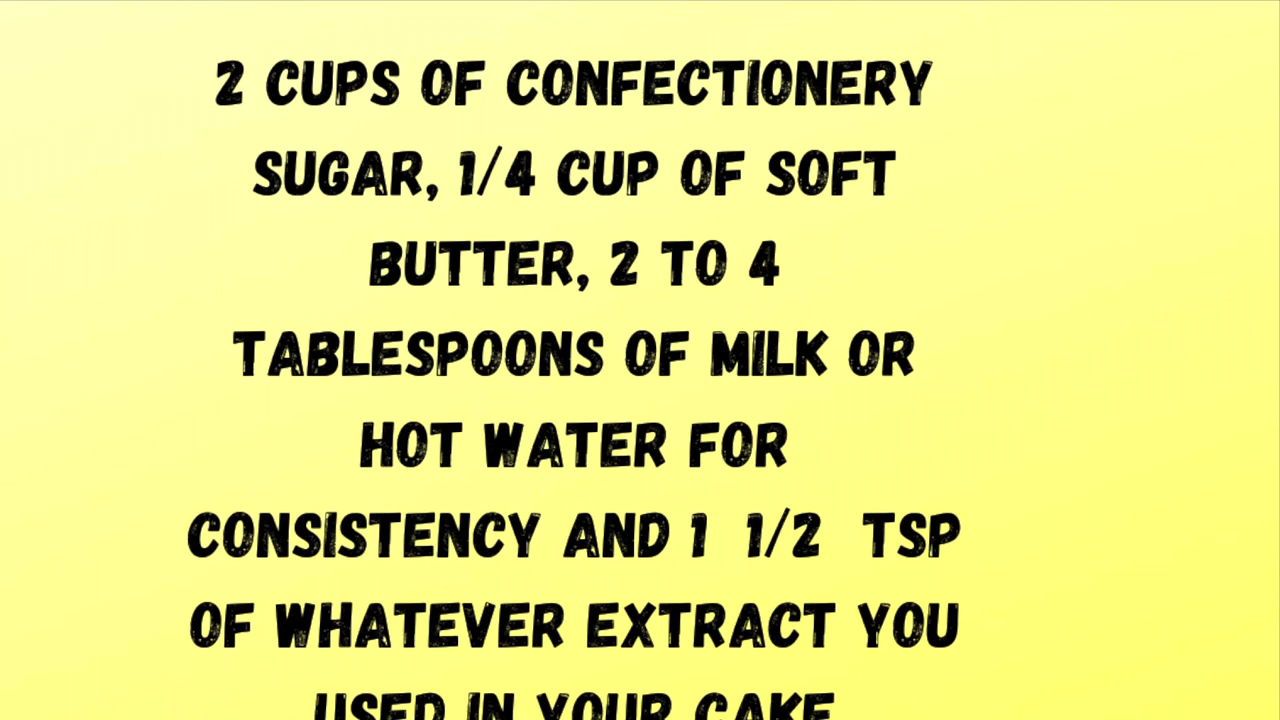 2 CUPS OF CONFECTIONERY
SUGAR, 1/4 CUP OF SOFT
BUTTER, 2 TO 4
TABLESPOONS OF MILK OR
HOT WATER FOR
CONSISTENCY AND 1 1/2 TSP
OF WHATEVER EXTRACT YOU
USED IN YOUR CAKE